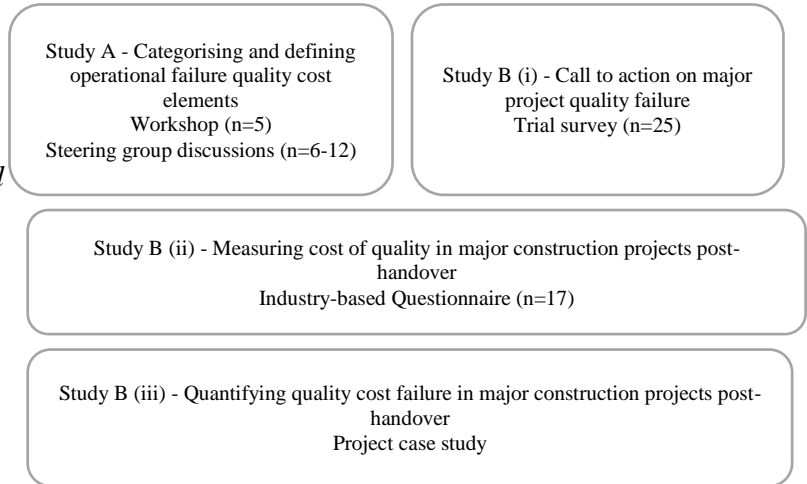 Study A - Categorising and defining
operational failure quality cost
elements
Workshop (n=5)
Steering group discussions (n=6-12)
Study B (i) - Call to action on major
project quality failure
Trial survey (n=25)
Study B (ii) - Measuring cost of quality in major construction projects post-
handover
Industry-based Questionnaire (n=17)
Study B (iii) - Quantifying quality cost failure in major construction projects post-
handover
Project case study